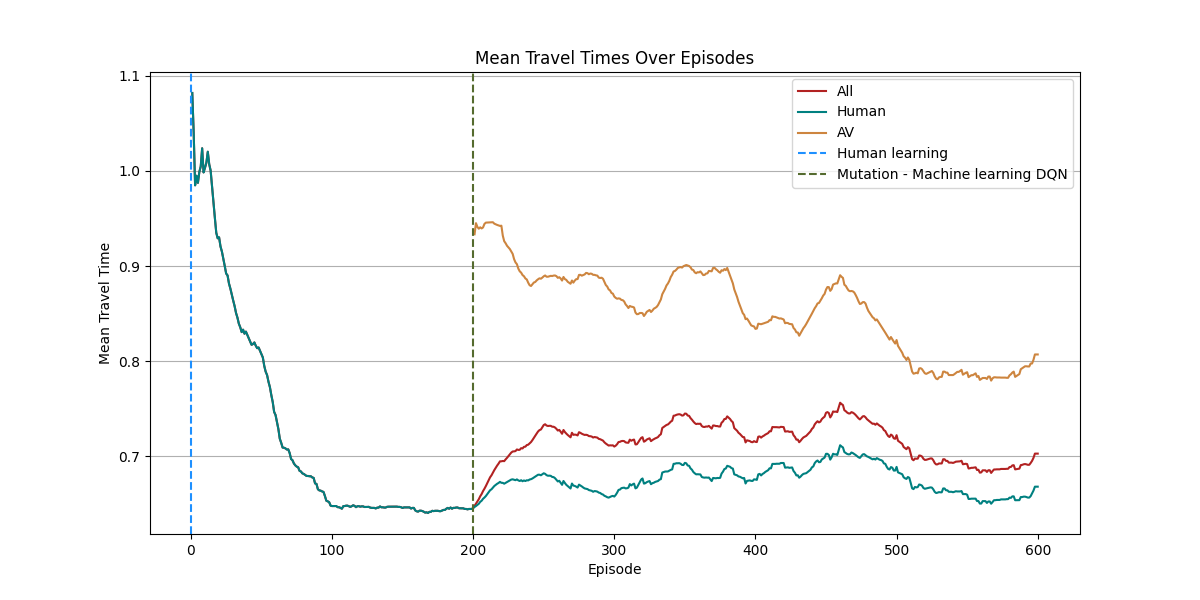 Mean Travel Times Over Episodes
Mean Travel Time
1.1
1.0
0.9
0.8
0.7
All
Human
AV
Human learning
Mutation - Machine learning DQN
0 100 200 300 400 500 600
Episode